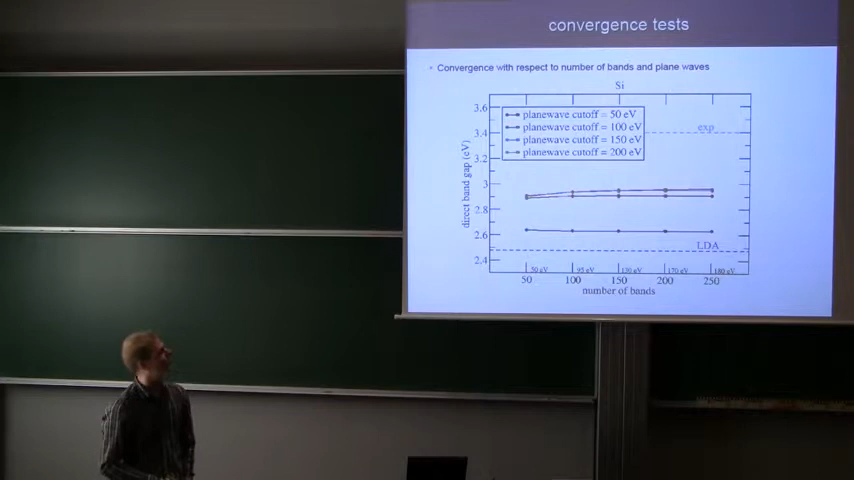 convergence tests
• Convergence with respect to number of bands and plane waves
Si
planewave cutoff = 50 eV
planewave cutoff = 100 eV
planewave cutoff = 150 eV
planewave cutoff = 200 eV
exp
LDA
direct band gap (eV)
3.6
3.4
3.2
3
2.8
2.6
2.4
50 eV
95 eV
130 eV
170 eV
180 eV
50
100
150
200
250
number of bands